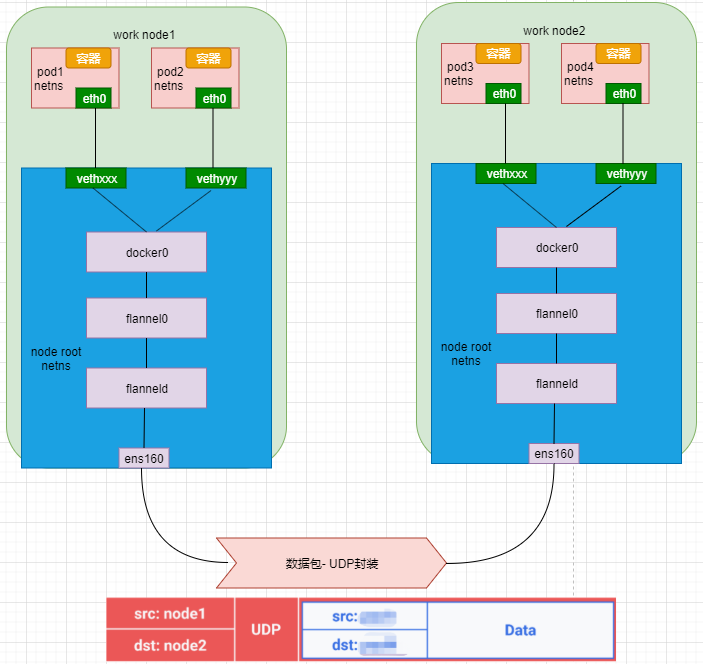 work node1
容器
容器
pod1
netns
pod2
netns
eth0
eth0
vethxxx
vethyyy
docker0
flannel0
node root
netns
flanneld
ens160
work node2
容器
容器
pod3
netns
pod4
netns
eth0
eth0
vethxxx
vethyyy
docker0
flannel0
node root
netns
flanneld
ens160
数据包- UDP封装
src: node1
dst: node2
UDP
src:
dst:
Data